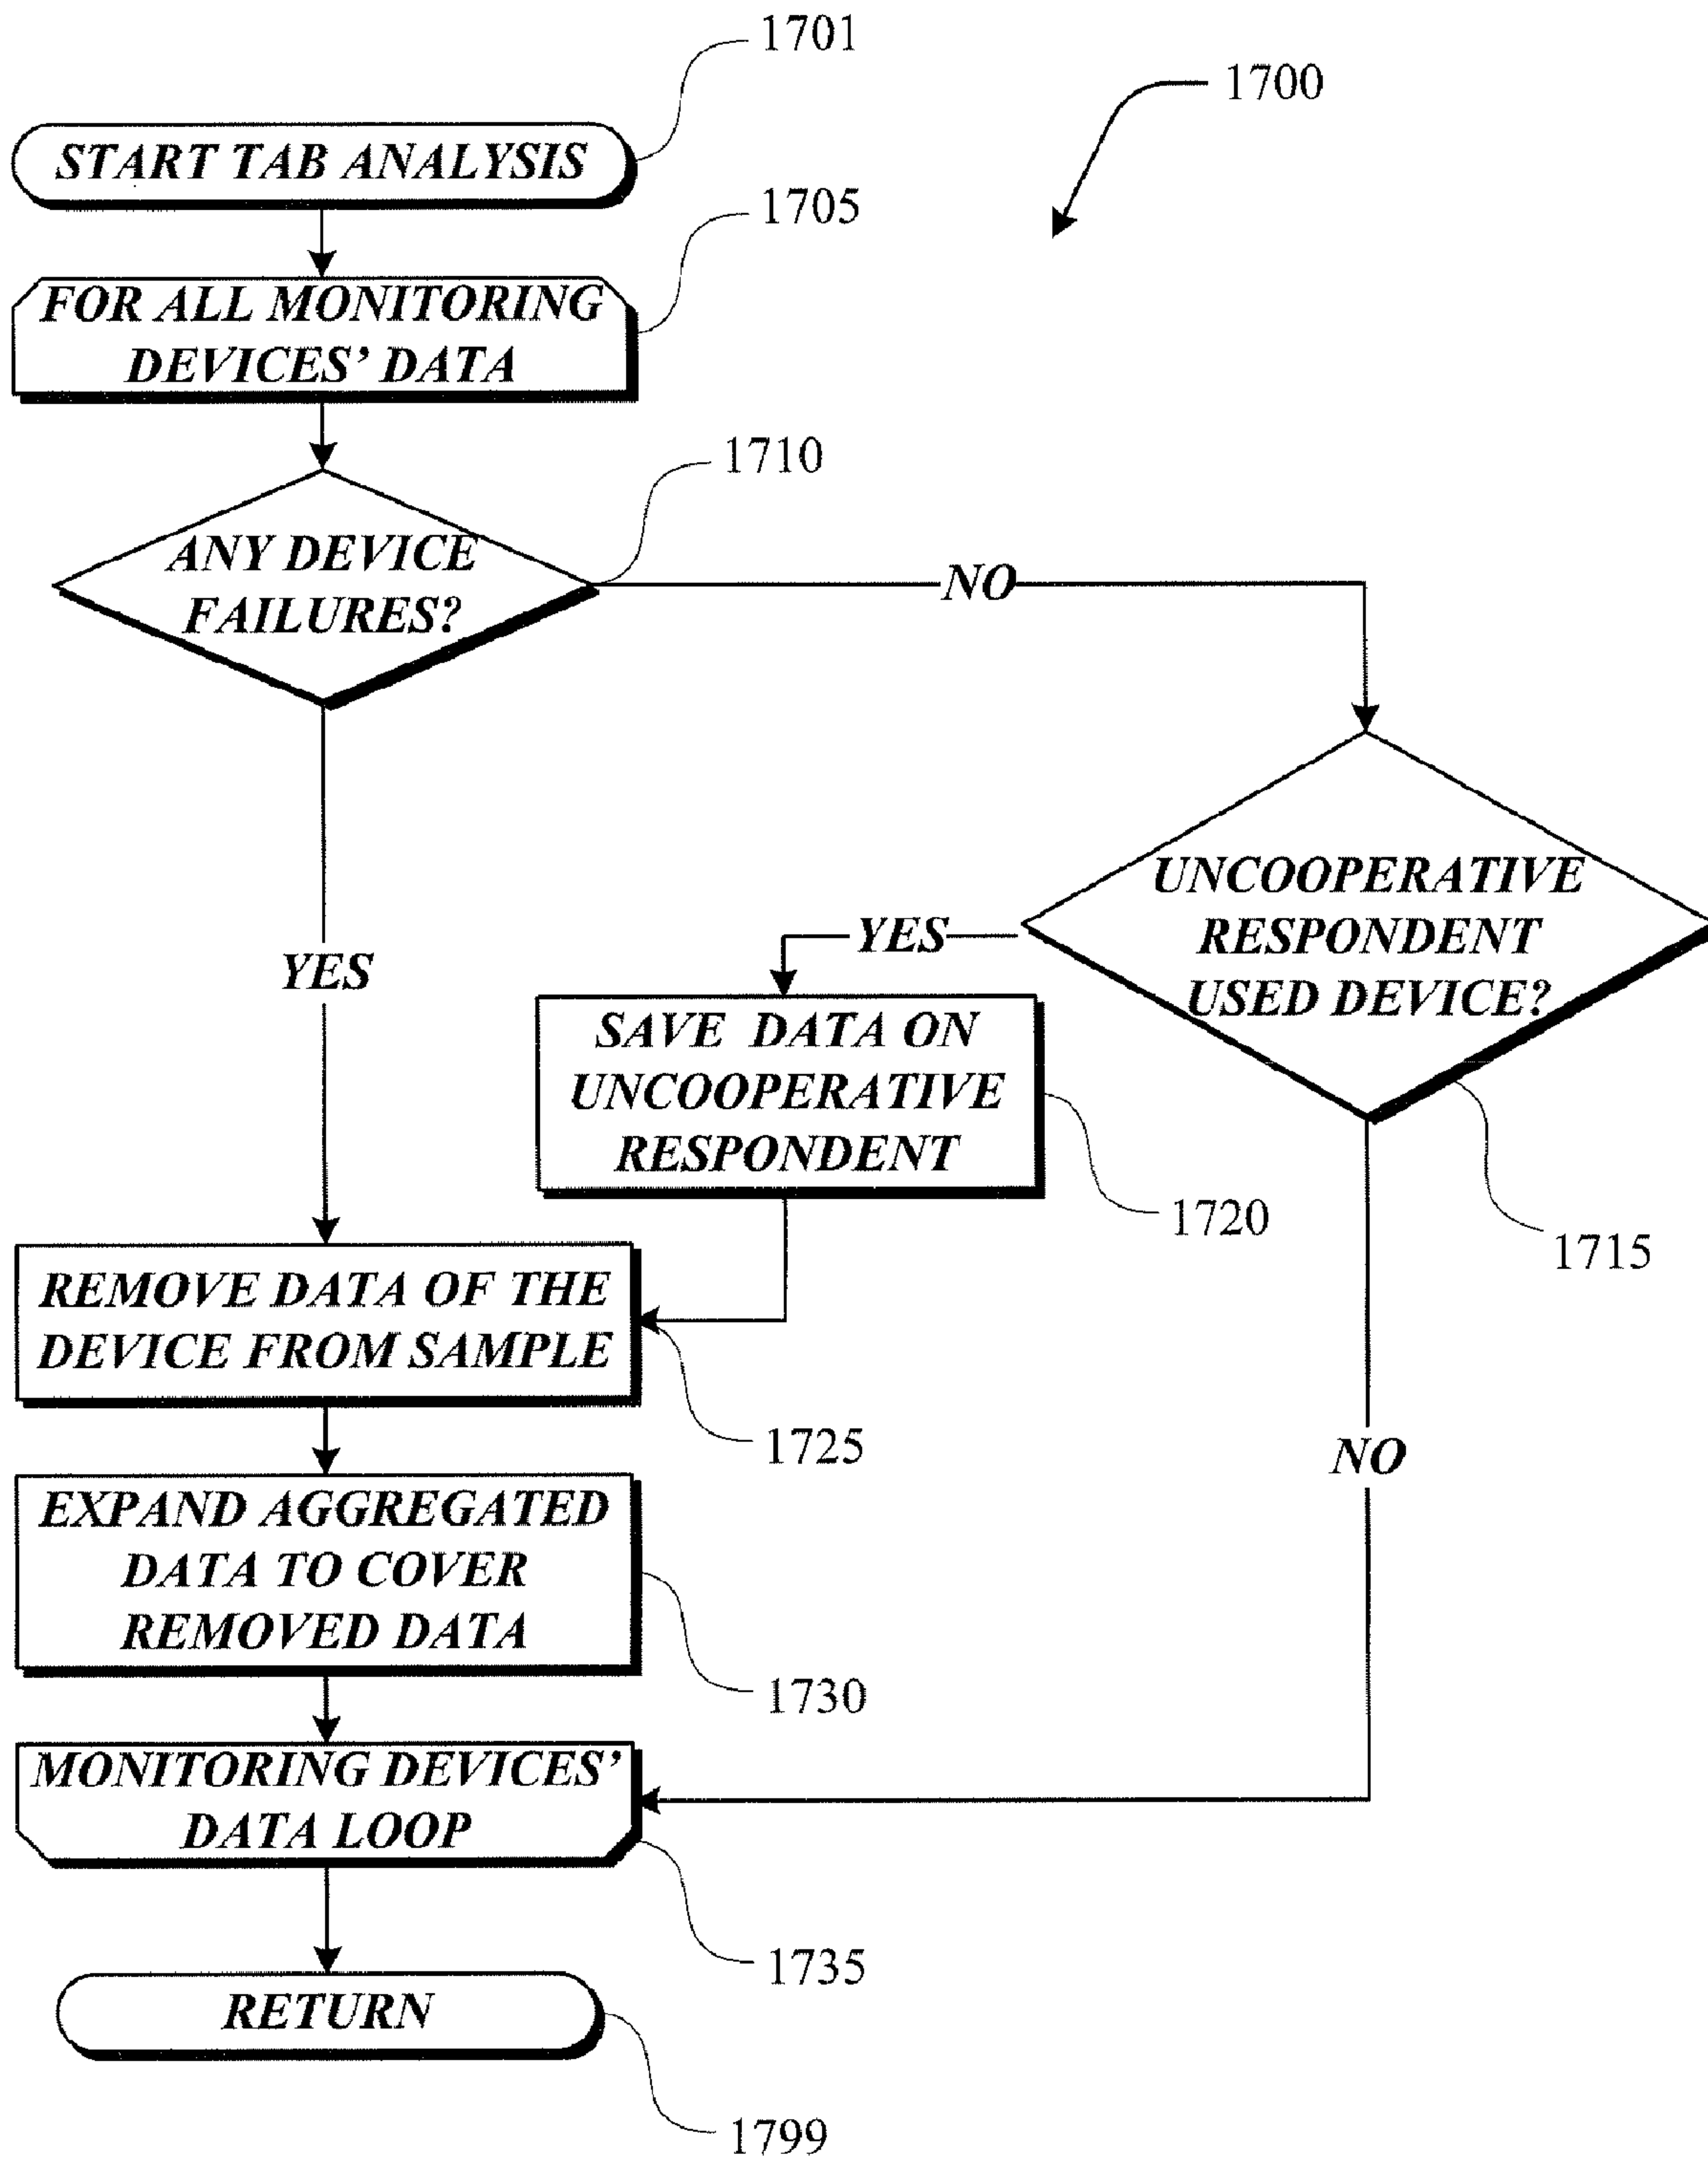 1701
1700
START TAB ANALYSIS
1705
FOR ALL MONITORING
DEVICES’ DATA
1710
ANY DEVICE
FAILURES?
NO
UNCOOPERATIVE
RESPONDENT
USED DEVICE?
YES
YES
SAVE DATA ON
UNCOOPERATIVE
RESPONDENT
1720
1715
REMOVE DATA OF THE
DEVICE FROM SAMPLE
1725
NO
EXPAND AGGREGATED
DATA TO COVER
REMOVED DATA
1730
MONITORING DEVICES’
DATA LOOP
1735
RETURN
1799